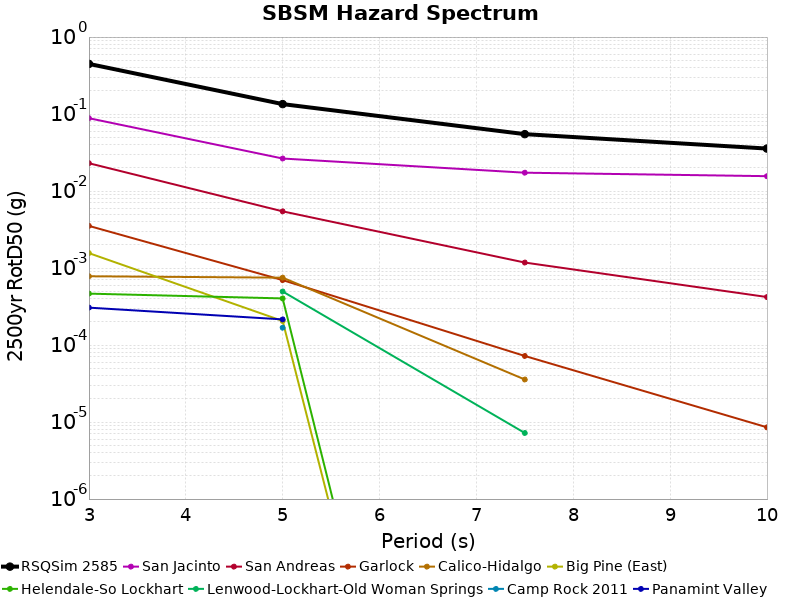 SBSM Hazard Spectrum
10^0
10^-1
10^-2
10^-3
10^-4
10^-5
10^-6
2500yr RotD50 (g)
3 4 5 6 7 8 9 10
Period (s)
RSQSim 2585 San Jacinto San Andreas Garlock Calico-Hidalgo Big Pine (East)
Helendale-So Lockhart Lenwood-Lockhart-Old Woman Springs Camp Rock 2011 Panamint Valley